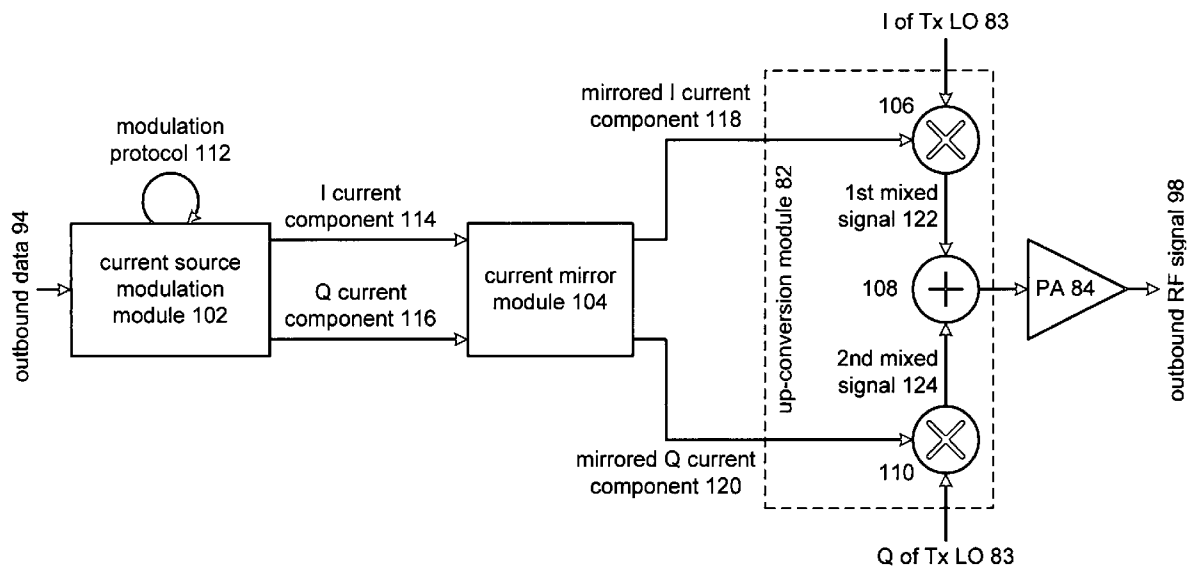 I of Tx LO 83
mirrored I current
component 118
106
modulation
protocol 112
I current
component 114
1st mixed
signal 122
outbound data 94
current source
modulation
module 102
current mirror
module 104
up-conversion module 82
108
PA 84
outbound RF signal 98
Q current
component 116
2nd mixed
signal 124
mirrored Q current
component 120
110
Q of Tx LO 83